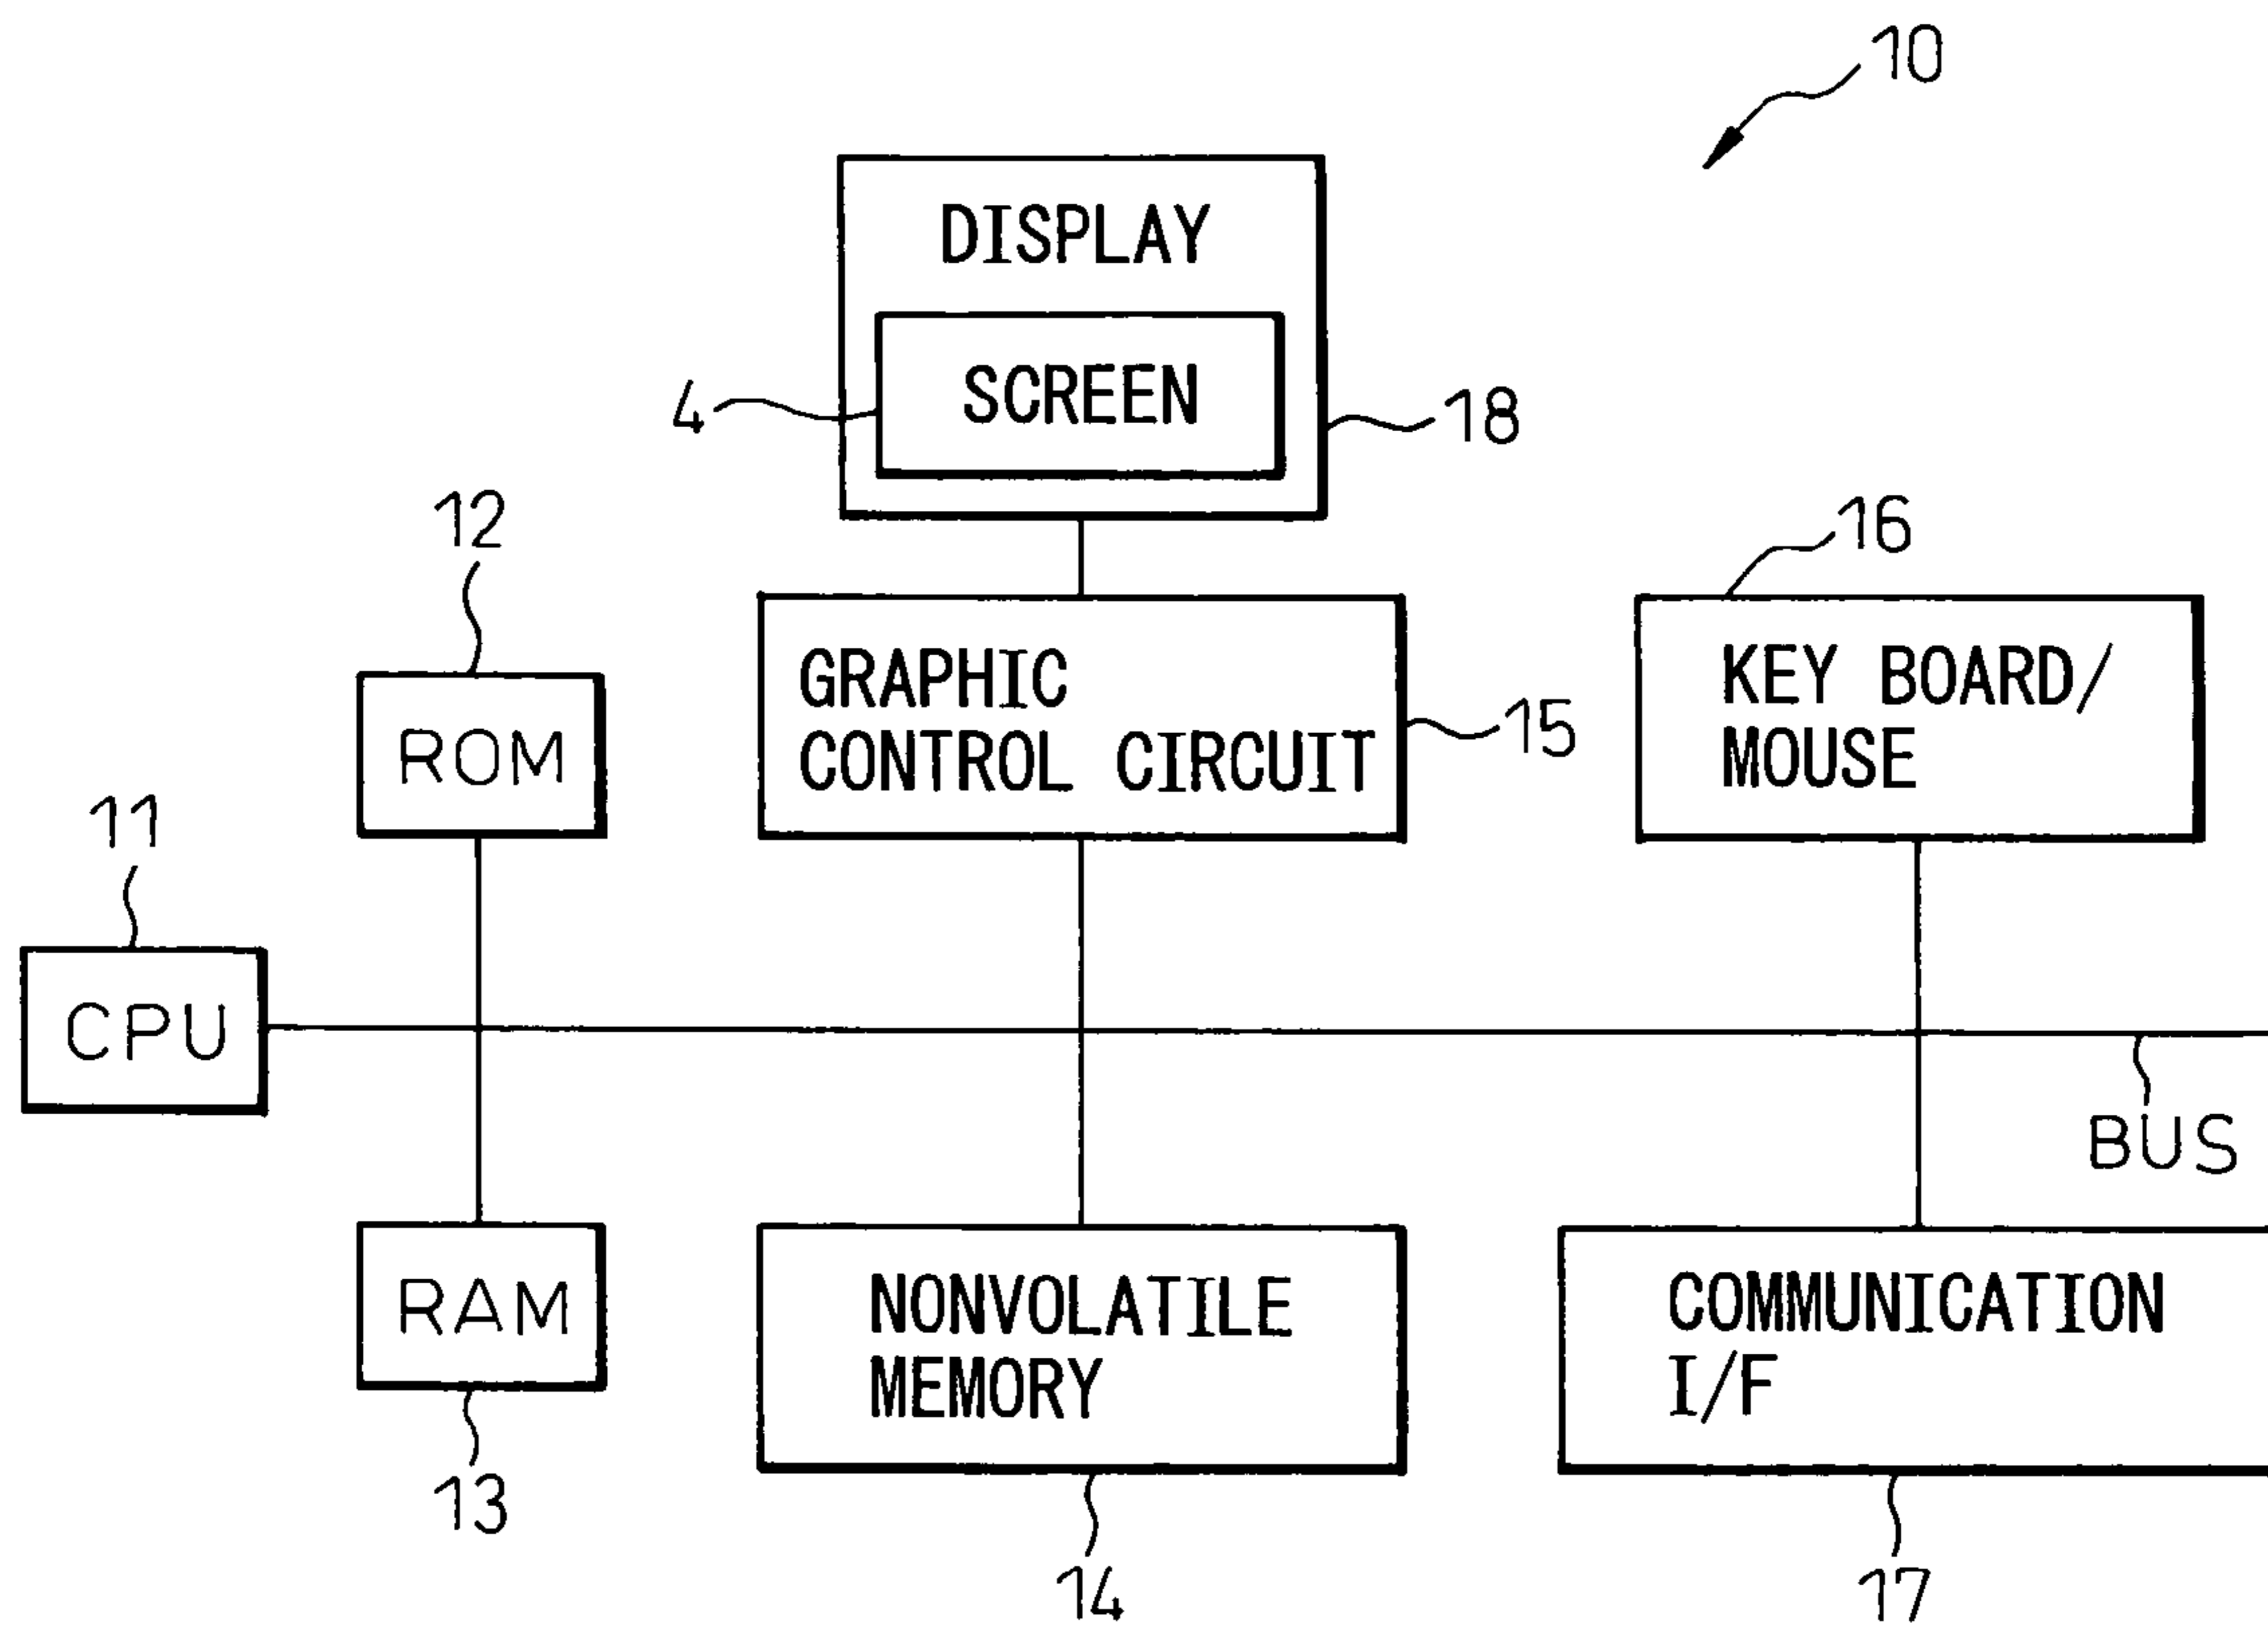 10
DISPLAY
SCREEN
4
18
12
16
GRAPHIC
CONTROL CIRCUIT
15
KEY BOARD/
MOUSE
ROM
11
CPU
BUS
RAM
NONVOLATILE
MEMORY
COMMUNICATION
I/F
13
14
17